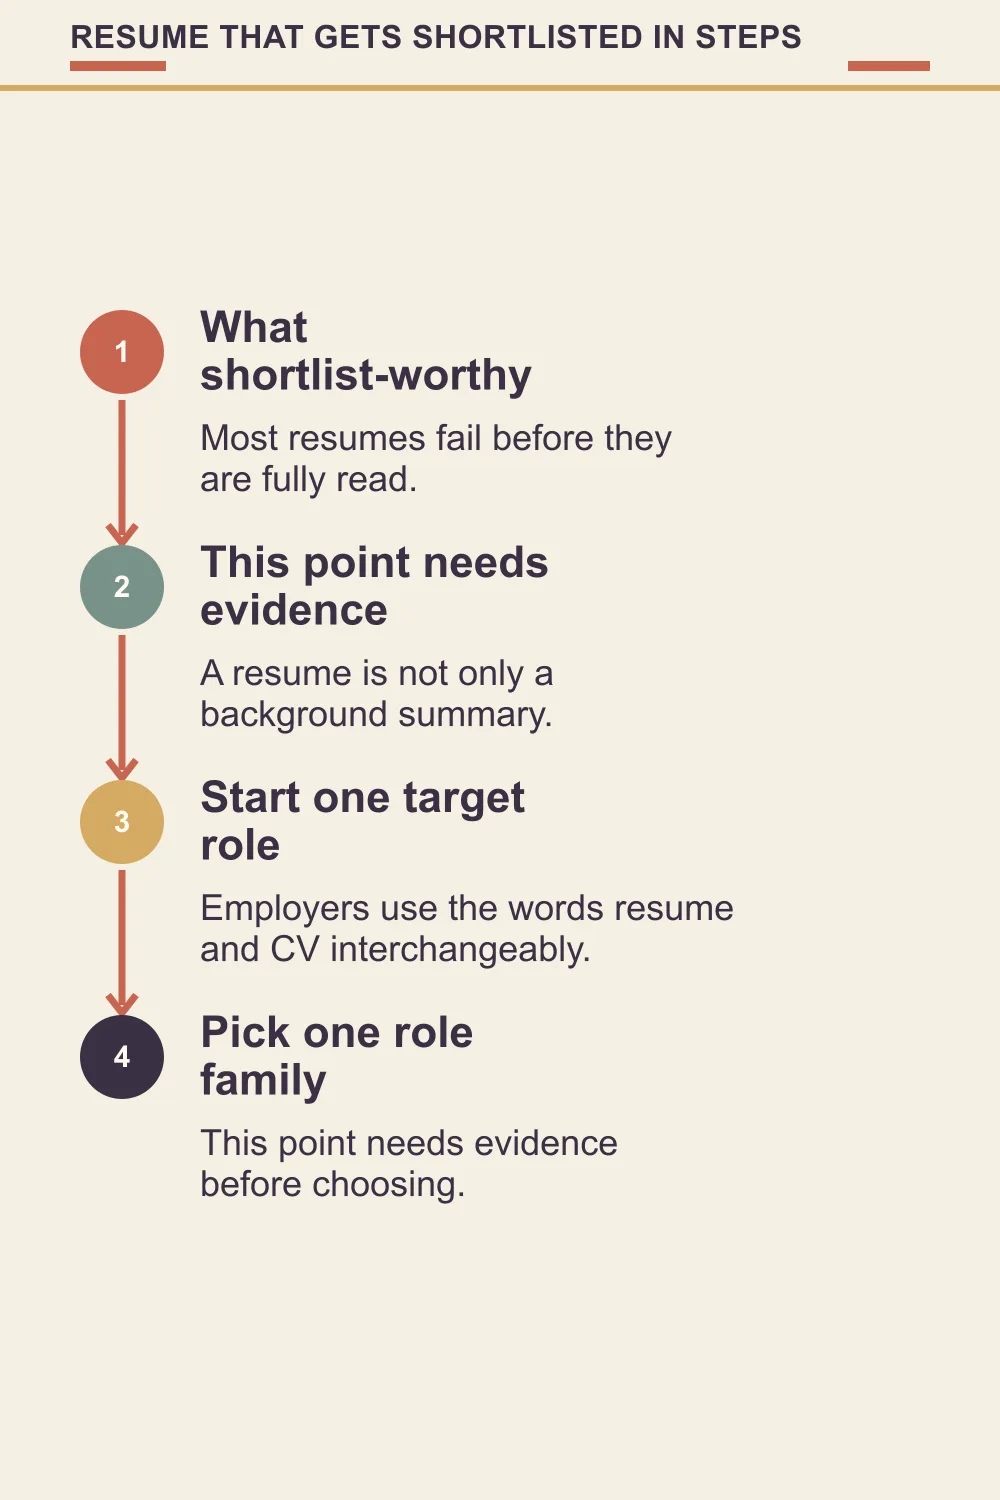 RESUME THAT GETS SHORTLISTED IN STEPS
1
What
shortlist-worthy
Most resumes fail before they
are fully read.
2
This point needs
evidence
A resume is not only a
background summary.
3
Start one target
role
Employers use the words resume
and CV interchangeably.
4
Pick one role
family
This point needs evidence
before choosing.